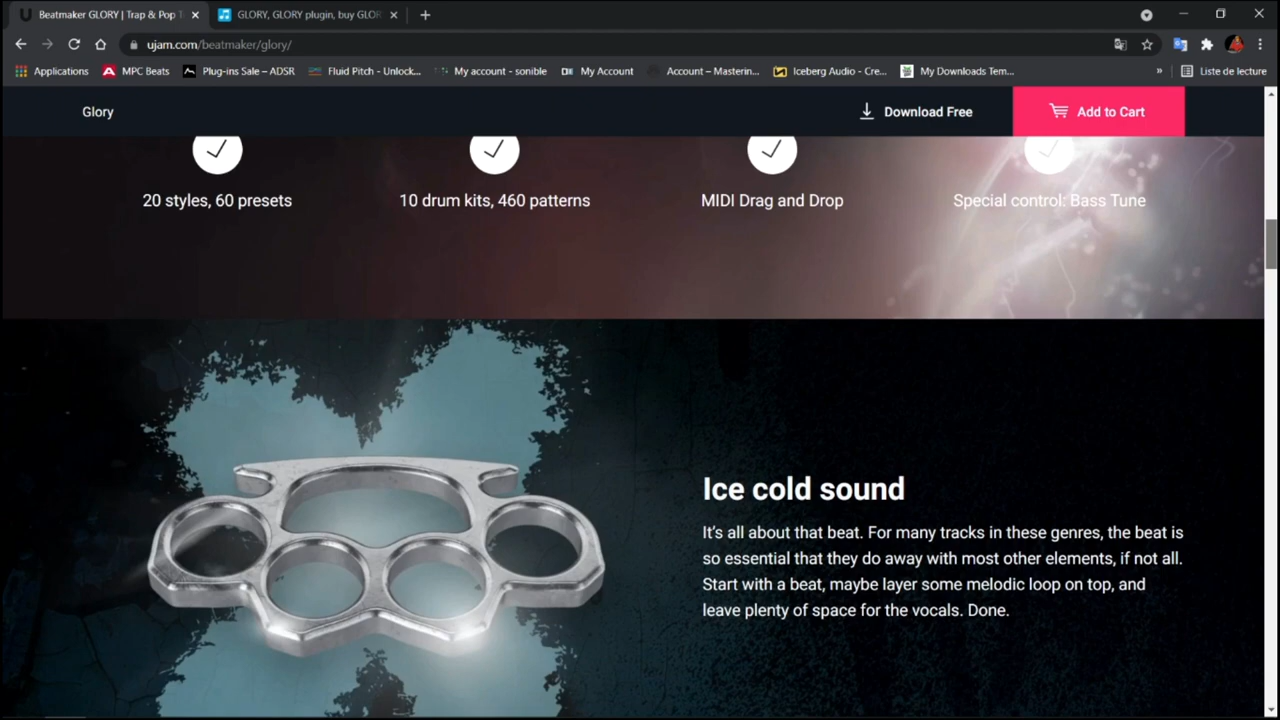 Beatmaker GLORY | Trap & Pop
GLORY, GLORY plugin, buy GLOR
ujam.com/beatmaker/glory/
Applications
MPC Beats
Plug-ins Sale – ADSR
Fluid Pitch - Unlock...
My account - sonible
My Account
Account – Masterin...
Iceberg Audio - Cre...
My Downloads Tem...
»
Liste de lecture
Glory
Download Free
Add to Cart
20 styles, 60 presets
10 drum kits, 460 patterns
MIDI Drag and Drop
Special control: Bass Tune
Ice cold sound
It's all about that beat. For many tracks in these genres, the beat is
so essential that they do away with most other elements, if not all.
Start with a beat, maybe layer some melodic loop on top, and
leave plenty of space for the vocals. Done.